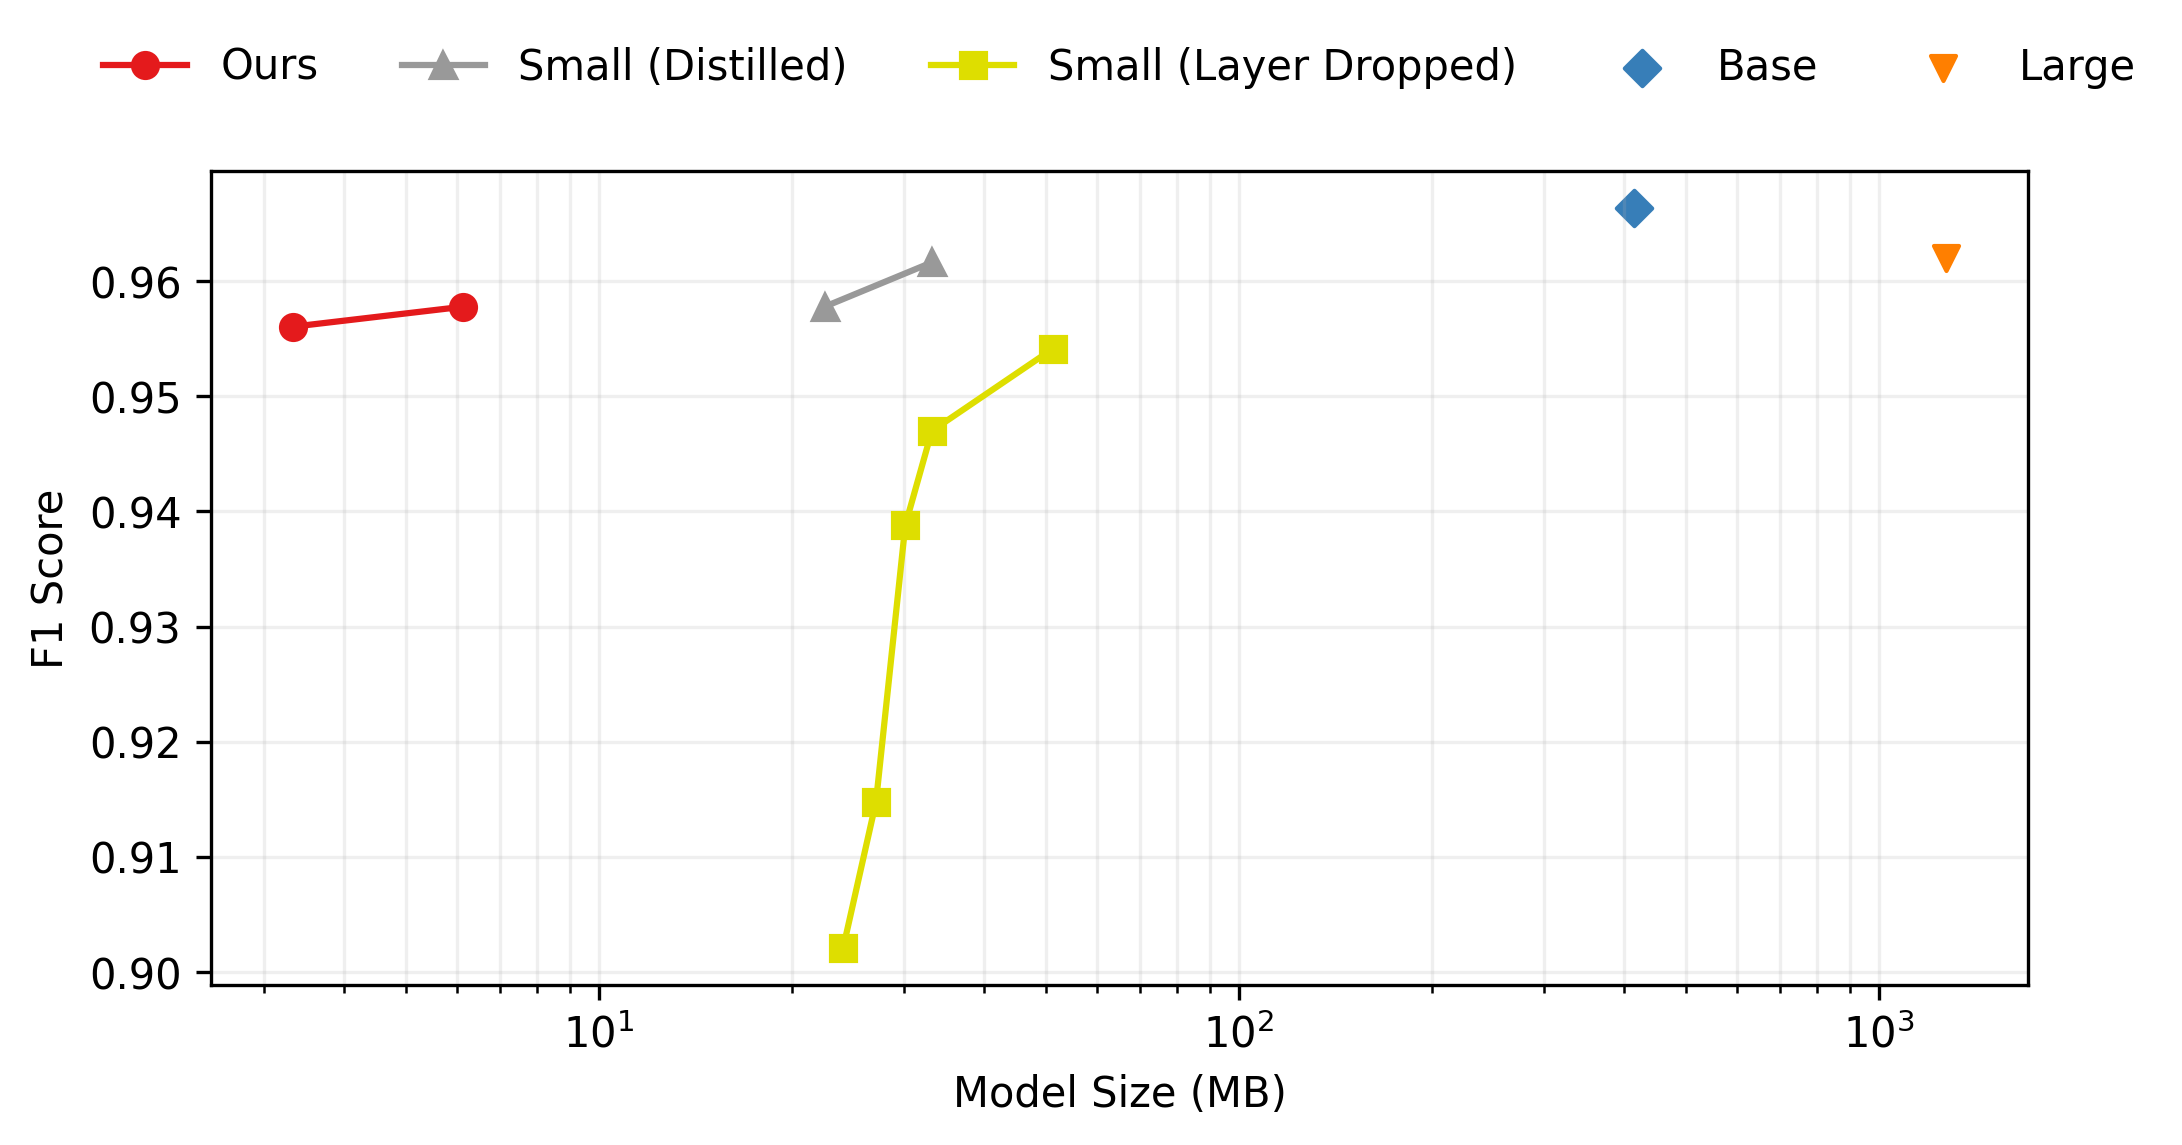 Ours Small (Distilled) Small (Layer Dropped) Base Large
0.96
0.95
0.94
0.93
0.92
0.91
0.90
F1 Score
10¹ 10² 10³
Model Size (MB)